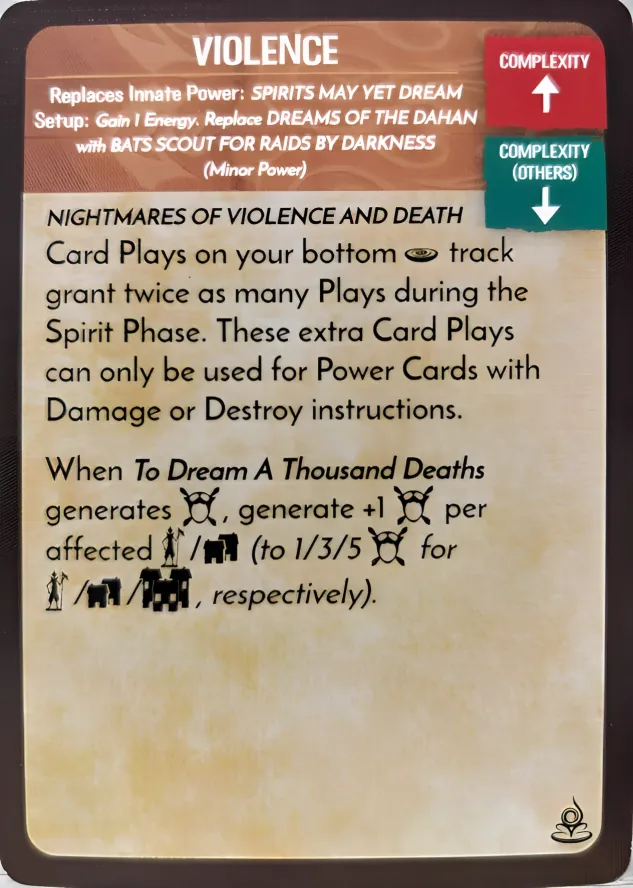 VIOLENCE
COMPLEXITY
Replaces Innate Power: SPIRITS MAY YET DREAM
Setup: Gain 1 Energy. Replace DREAMS OF THE DAHAN
with BATS SCOUT FOR RAIDS BY DARKNESS
(Minor Power)
COMPLEXITY
(OTHERS)
NIGHTMARES OF VIOLENCE AND DEATH
Card Plays on your bottom track
grant twice as many Plays during the
Spirit Phase. These extra Card Plays
can only be used for Power Cards with
Damage or Destroy instructions.
When To Dream A Thousand Deaths
generates , generate +1 per
affected / (to 1/3/5 for
/ / , respectively).